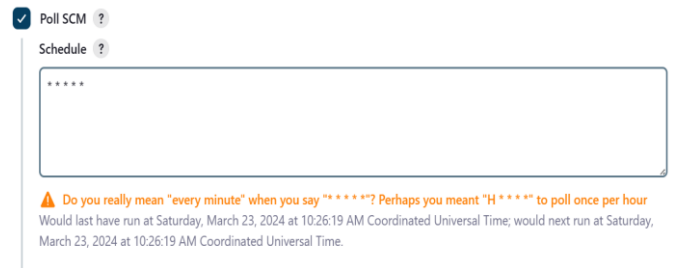 Poll SCM ?
Schedule ?
* * * * *
Do you really mean "every minute" when you say "* * * * *"? Perhaps you meant "H * * * *" to poll once per hour
Would last have run at Saturday, March 23, 2024 at 10:26:19 AM Coordinated Universal Time; would next run at Saturday,
March 23, 2024 at 10:26:19 AM Coordinated Universal Time.